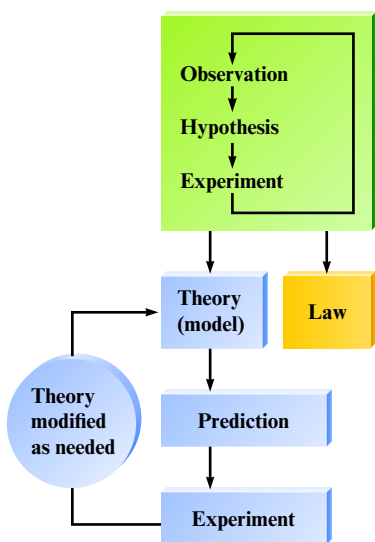 Observation
Hypothesis
Experiment
Theory
(model)
Law
Theory
modified
as needed
Prediction
Experiment